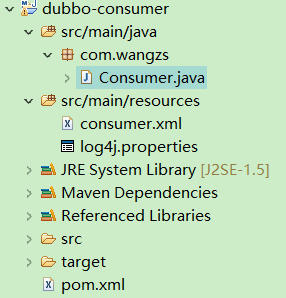 dubbo-consumer
src/main/java
com.wangzs
Consumer.java
src/main/resources
consumer.xml
log4j.properties
JRE System Library [J2SE-1.5]
Maven Dependencies
Referenced Libraries
src
target
pom.xml